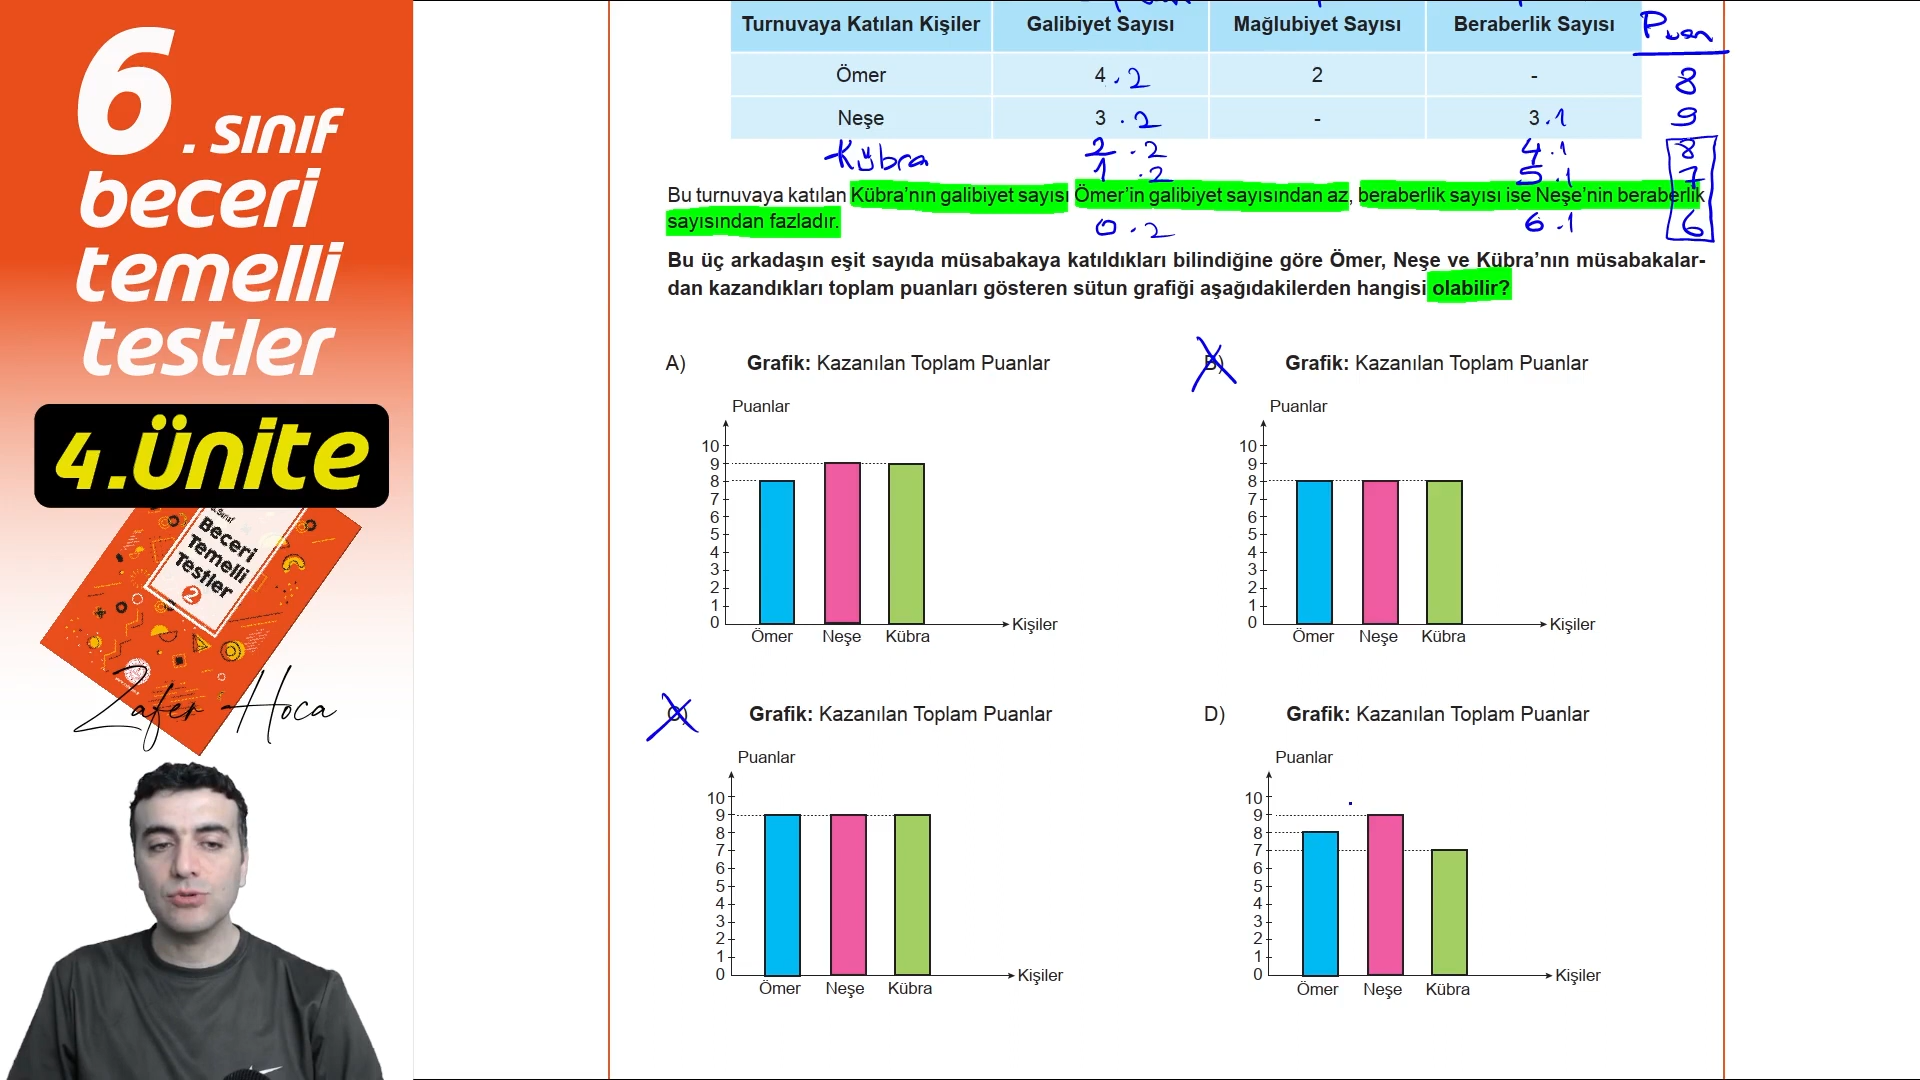 6. sınıf
beceri
temelli
testler
4.ünite
Beceri
Temelli
Testler
2
Zafer Hoca
Turnuvaya Katılan Kişiler Galibiyet Sayısı Mağlubiyet Sayısı Beraberlik Sayısı Puan
Ömer 4 . 2 2 - 8
Neşe 3 . 2 - 3 . 1 9
Kübra 2 . 2 4 . 1 8
1 . 2 5 . 1 7
Bu turnuvaya katılan Kübra’nın galibiyet sayısı Ömer’in galibiyet sayısından az, beraberlik sayısı ise Neşe’nin beraberlik
sayısından fazladır. 0 . 2 6 . 1 6
Bu üç arkadaşın eşit sayıda müsabakaya katıldıkları bilindiğine göre Ömer, Neşe ve Kübra’nın müsabakalar-
dan kazandıkları toplam puanları gösteren sütun grafiği aşağıdakilerden hangisi olabilir?
A) Grafik: Kazanılan Toplam Puanlar
Puanlar
10
9
8
7
6
5
4
3
2
1
0
Ömer Neşe Kübra
Kişiler
B) Grafik: Kazanılan Toplam Puanlar
Puanlar
10
9
8
7
6
5
4
3
2
1
0
Ömer Neşe Kübra
Kişiler
C) Grafik: Kazanılan Toplam Puanlar
Puanlar
10
9
8
7
6
5
4
3
2
1
0
Ömer Neşe Kübra
Kişiler
D) Grafik: Kazanılan Toplam Puanlar
Puanlar
10
9
8
7
6
5
4
3
2
1
0
Ömer Neşe Kübra
Kişiler